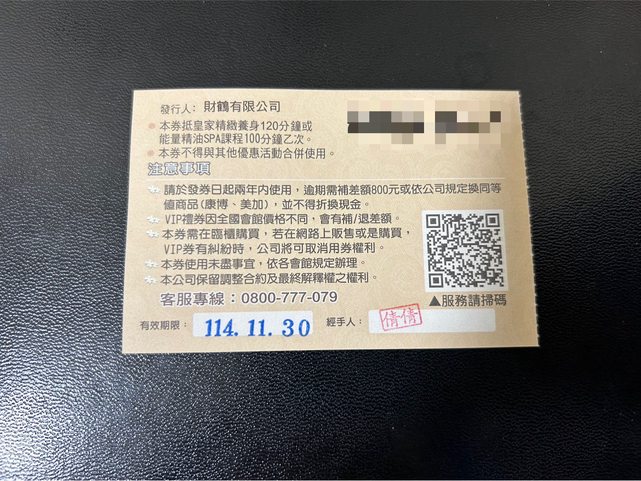 發行人: 財鶴有限公司
本券抵皇家精緻養身120分鐘或
能量精油SPA課程100分鐘乙次。
本券不得與其他優惠活動合併使用。
注意事項
請於發券日起兩年內使用，逾期需補差額800元或依公司規定換同等
值商品(康博、美加)，並不得折換現金。
VIP禮券因全國會館價格不同，會有補/退差額。
本券需在臨櫃購買，若在網路上販售或是購買，
VIP券有糾紛時，公司將可取消用券權利。
本券使用未盡事宜，依各會館規定辦理。
本公司保留調整合約及最終解釋權之權利。
客服專線：0800-777-079
▲服務請掃碼
有效期限： 114.11.30 經手人： 倩倩